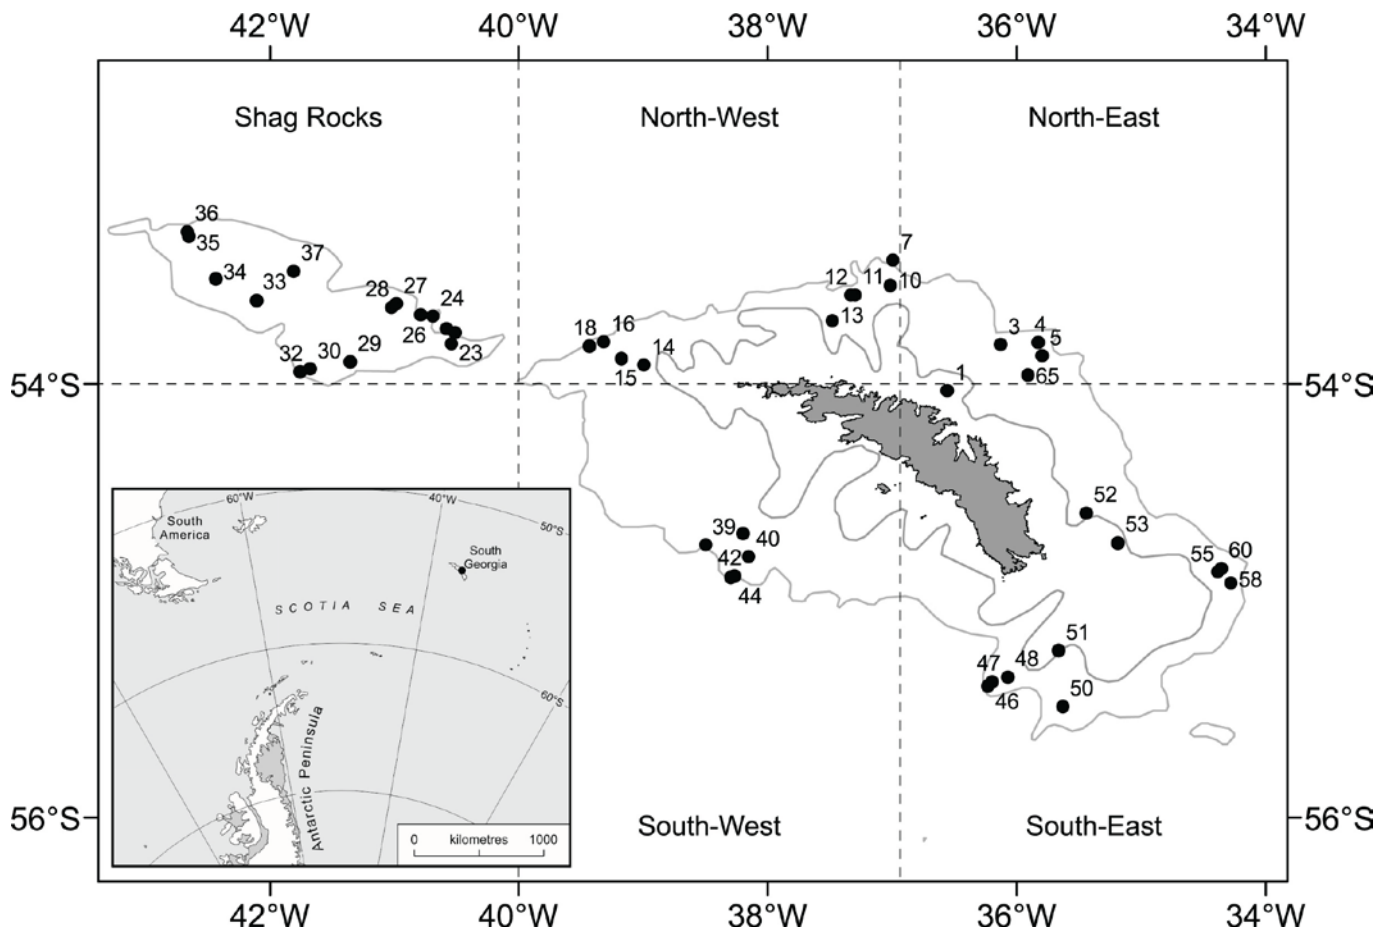 42°W 40°W 38°W 36°W 34°W
Shag Rocks North-West North-East
36
35
37
34
33
28
27
24
26
23
32
30
29
7
12
11
10
13
18
16
14
15
3
4
5
1
65
54°S 54°S
52
53
55
60
58
39
40
42
44
51
47
48
46
50
60°W
40°W
50°S
South
America
South
Georgia
SCOTIA SEA
60°S
Antarctic Peninsula
0 kilometres 1000
56°S 56°S
South-West South-East
42°W 40°W 38°W 36°W 34°W